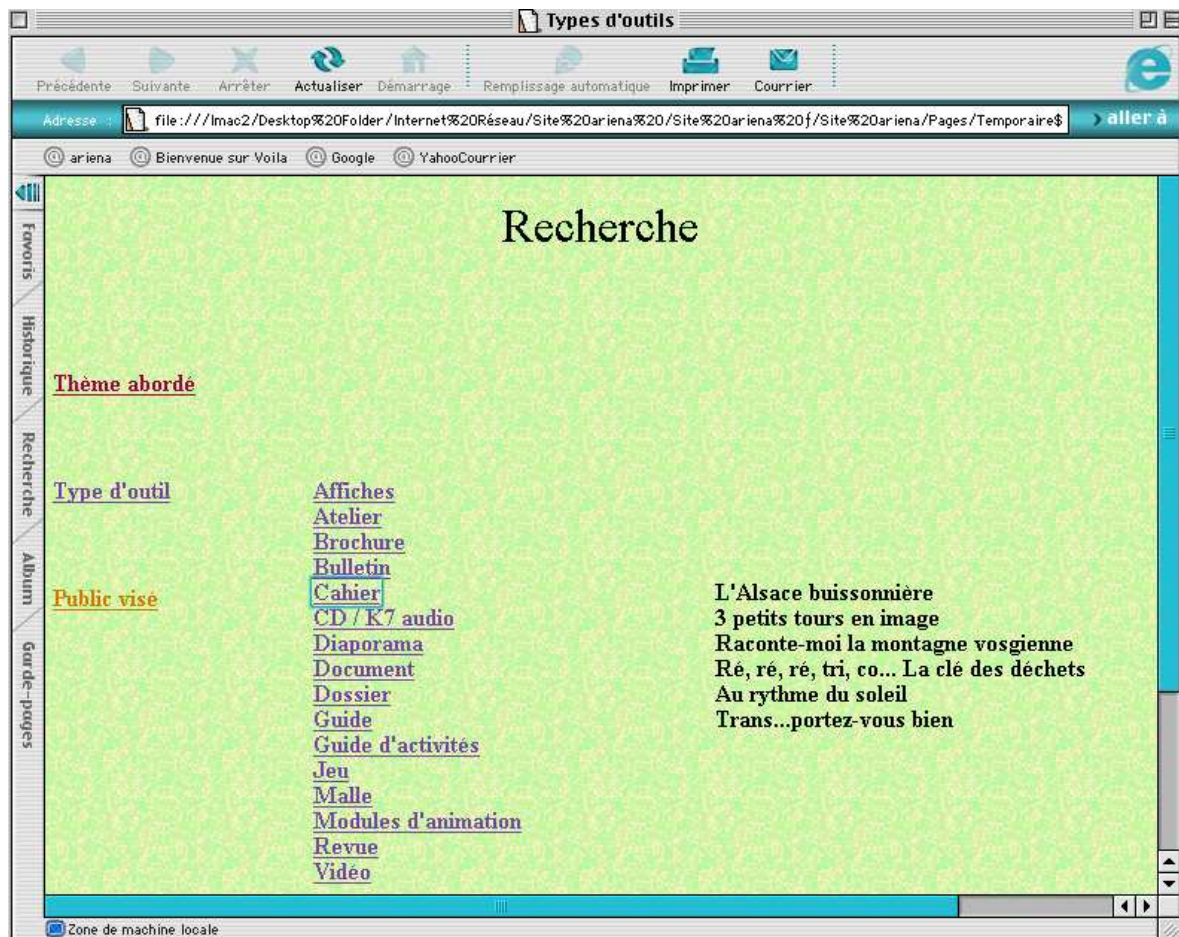 Types d'outils
Précédente Suivante Arrêter Actualiser Démarrage Remplissage automatique Imprimer Courrier
Adresse : file:///Imac2/Desktop%20Folder/Internet%20Réseau/Site%20ariena%20/Site%20ariena%20ƒ/Site%20ariena/Pages/Temporaire$ › aller à
@ ariena @ Bienvenue sur Voila @ Google @ YahooCourrier
Favoris
Historique
Recherche
Album
Garde-pages
Recherche
Thème abordé
Type d'outil Affiches
Atelier
Brochure
Bulletin
Cahier L'Alsace buissonnière
Public visé
CD / K7 audio 3 petits tours en image
Diaporama Raconte-moi la montagne vosgienne
Document Ré, ré, ré, tri, co... La clé des déchets
Dossier Au rythme du soleil
Guide Trans...portez-vous bien
Guide d'activités
Jeu
Malle
Modules d'animation
Revue
Vidéo
Zone de machine locale